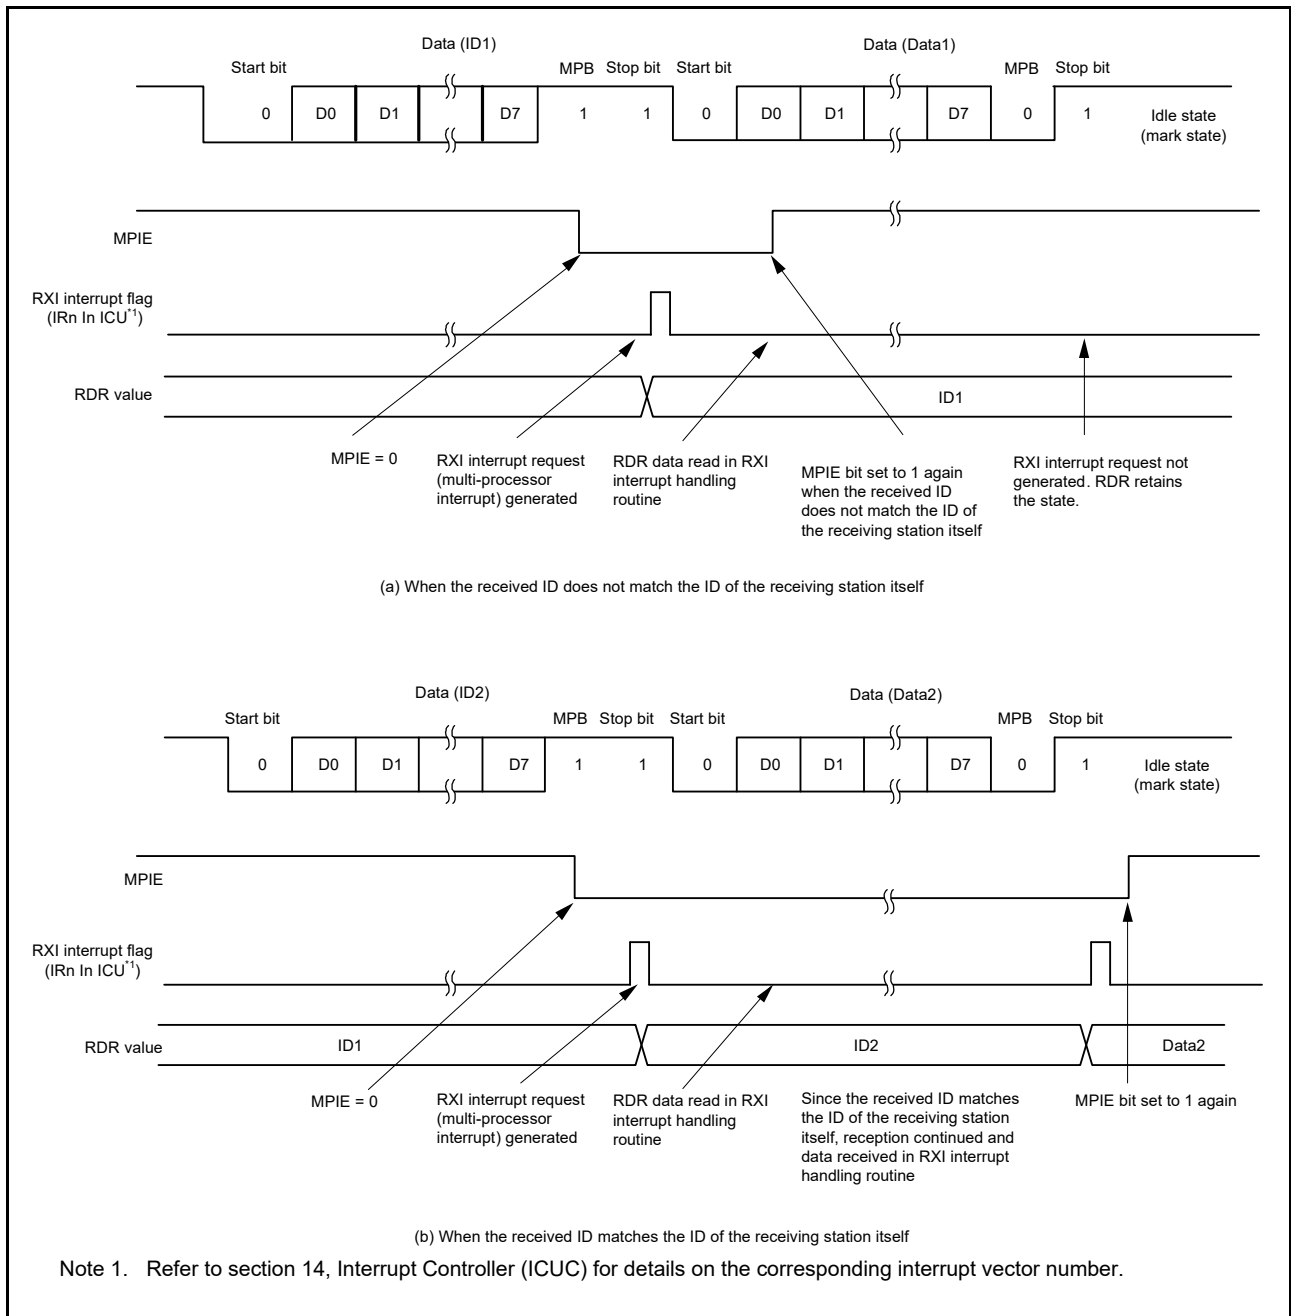 Data (ID1) Data (Data1)
Start bit MPB Stop bit Start bit MPB Stop bit
0 D0 D1 D7 1 1 0 D0 D1 D7 0 1 Idle state
(mark state)
MPIE
RXI interrupt flag
(IRn In ICU*1)
RDR value ID1
MPIE = 0
RXI interrupt request
(multi-processor
interrupt) generated
RDR data read in RXI
interrupt handling
routine
MPIE bit set to 1 again
when the received ID
does not match the ID of
the receiving station itself
RXI interrupt request not
generated. RDR retains
the state.
(a) When the received ID does not match the ID of the receiving station itself
Data (ID2) Data (Data2)
Start bit MPB Stop bit Start bit MPB Stop bit
0 D0 D1 D7 1 1 0 D0 D1 D7 0 1 Idle state
(mark state)
MPIE
RXI interrupt flag
(IRn In ICU*1)
RDR value ID1 ID2 Data2
MPIE = 0
RXI interrupt request
(multi-processor
interrupt) generated
RDR data read in RXI
interrupt handling
routine
Since the received ID matches
the ID of the receiving station
itself, reception continued and
data received in RXI interrupt
handling routine
MPIE bit set to 1 again
(b) When the received ID matches the ID of the receiving station itself
Note 1. Refer to section 14, Interrupt Controller (ICUC) for details on the corresponding interrupt vector number.